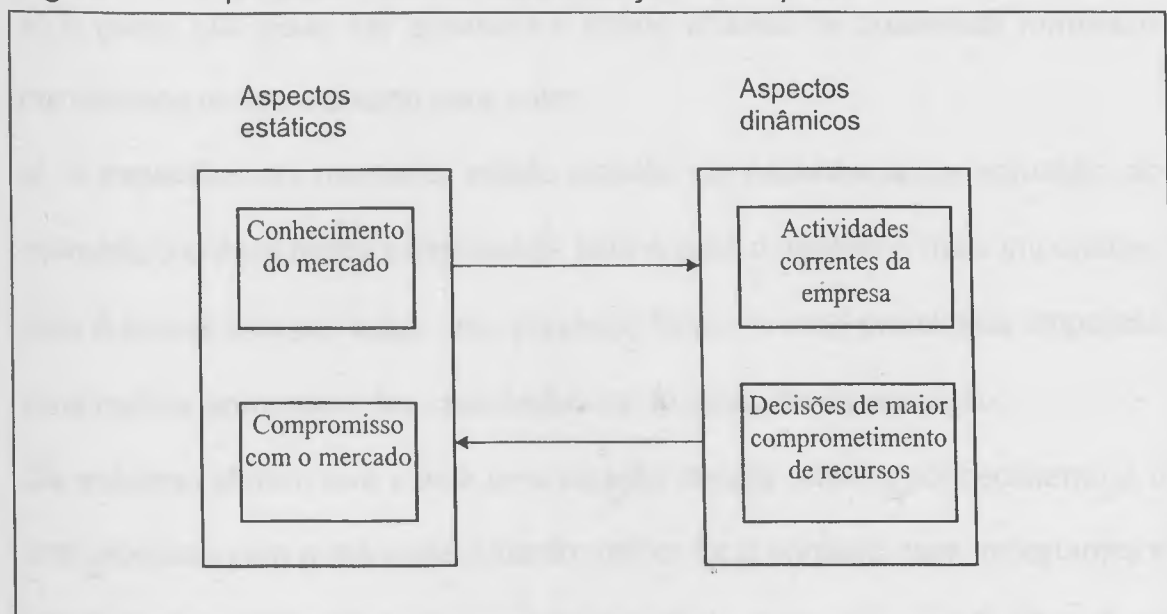 Aspectos
estáticos
Conhecimento
do mercado
Compromisso
com o mercado
Aspectos
dinâmicos
Actividades
correntes da
empresa
Decisões de maior
comprometimento
de recursos